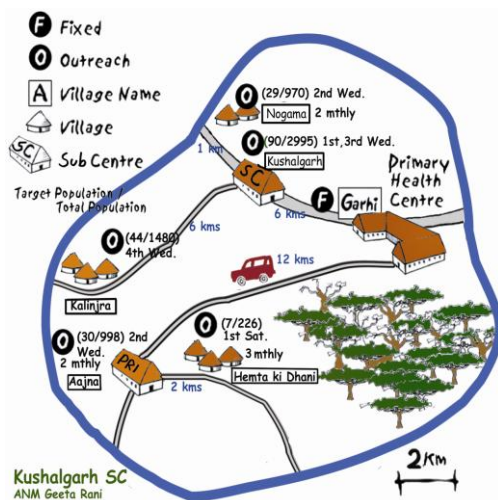 F Fixed
O Outreach
A Village Name
Village
SC Sub Centre
Target Population /
Total Population
O (29/970) 2nd Wed.
Nogama 2 mthly
O (90/2995) 1st,3rd Wed.
Kushalgarh
1 km
SC
6 kms
6 kms
F Garhi
Primary
Health
Centre
12 kms
O (44/1480)
4th Wed.
Kalinjra
O (30/998) 2nd
Wed.
2 mthly
Aajna
PRI
2 kms
O (7/226)
1st Sat.
3 mthly
Hemta ki Dhani
2 KM
Kushalgarh SC
ANM Geeta Rani